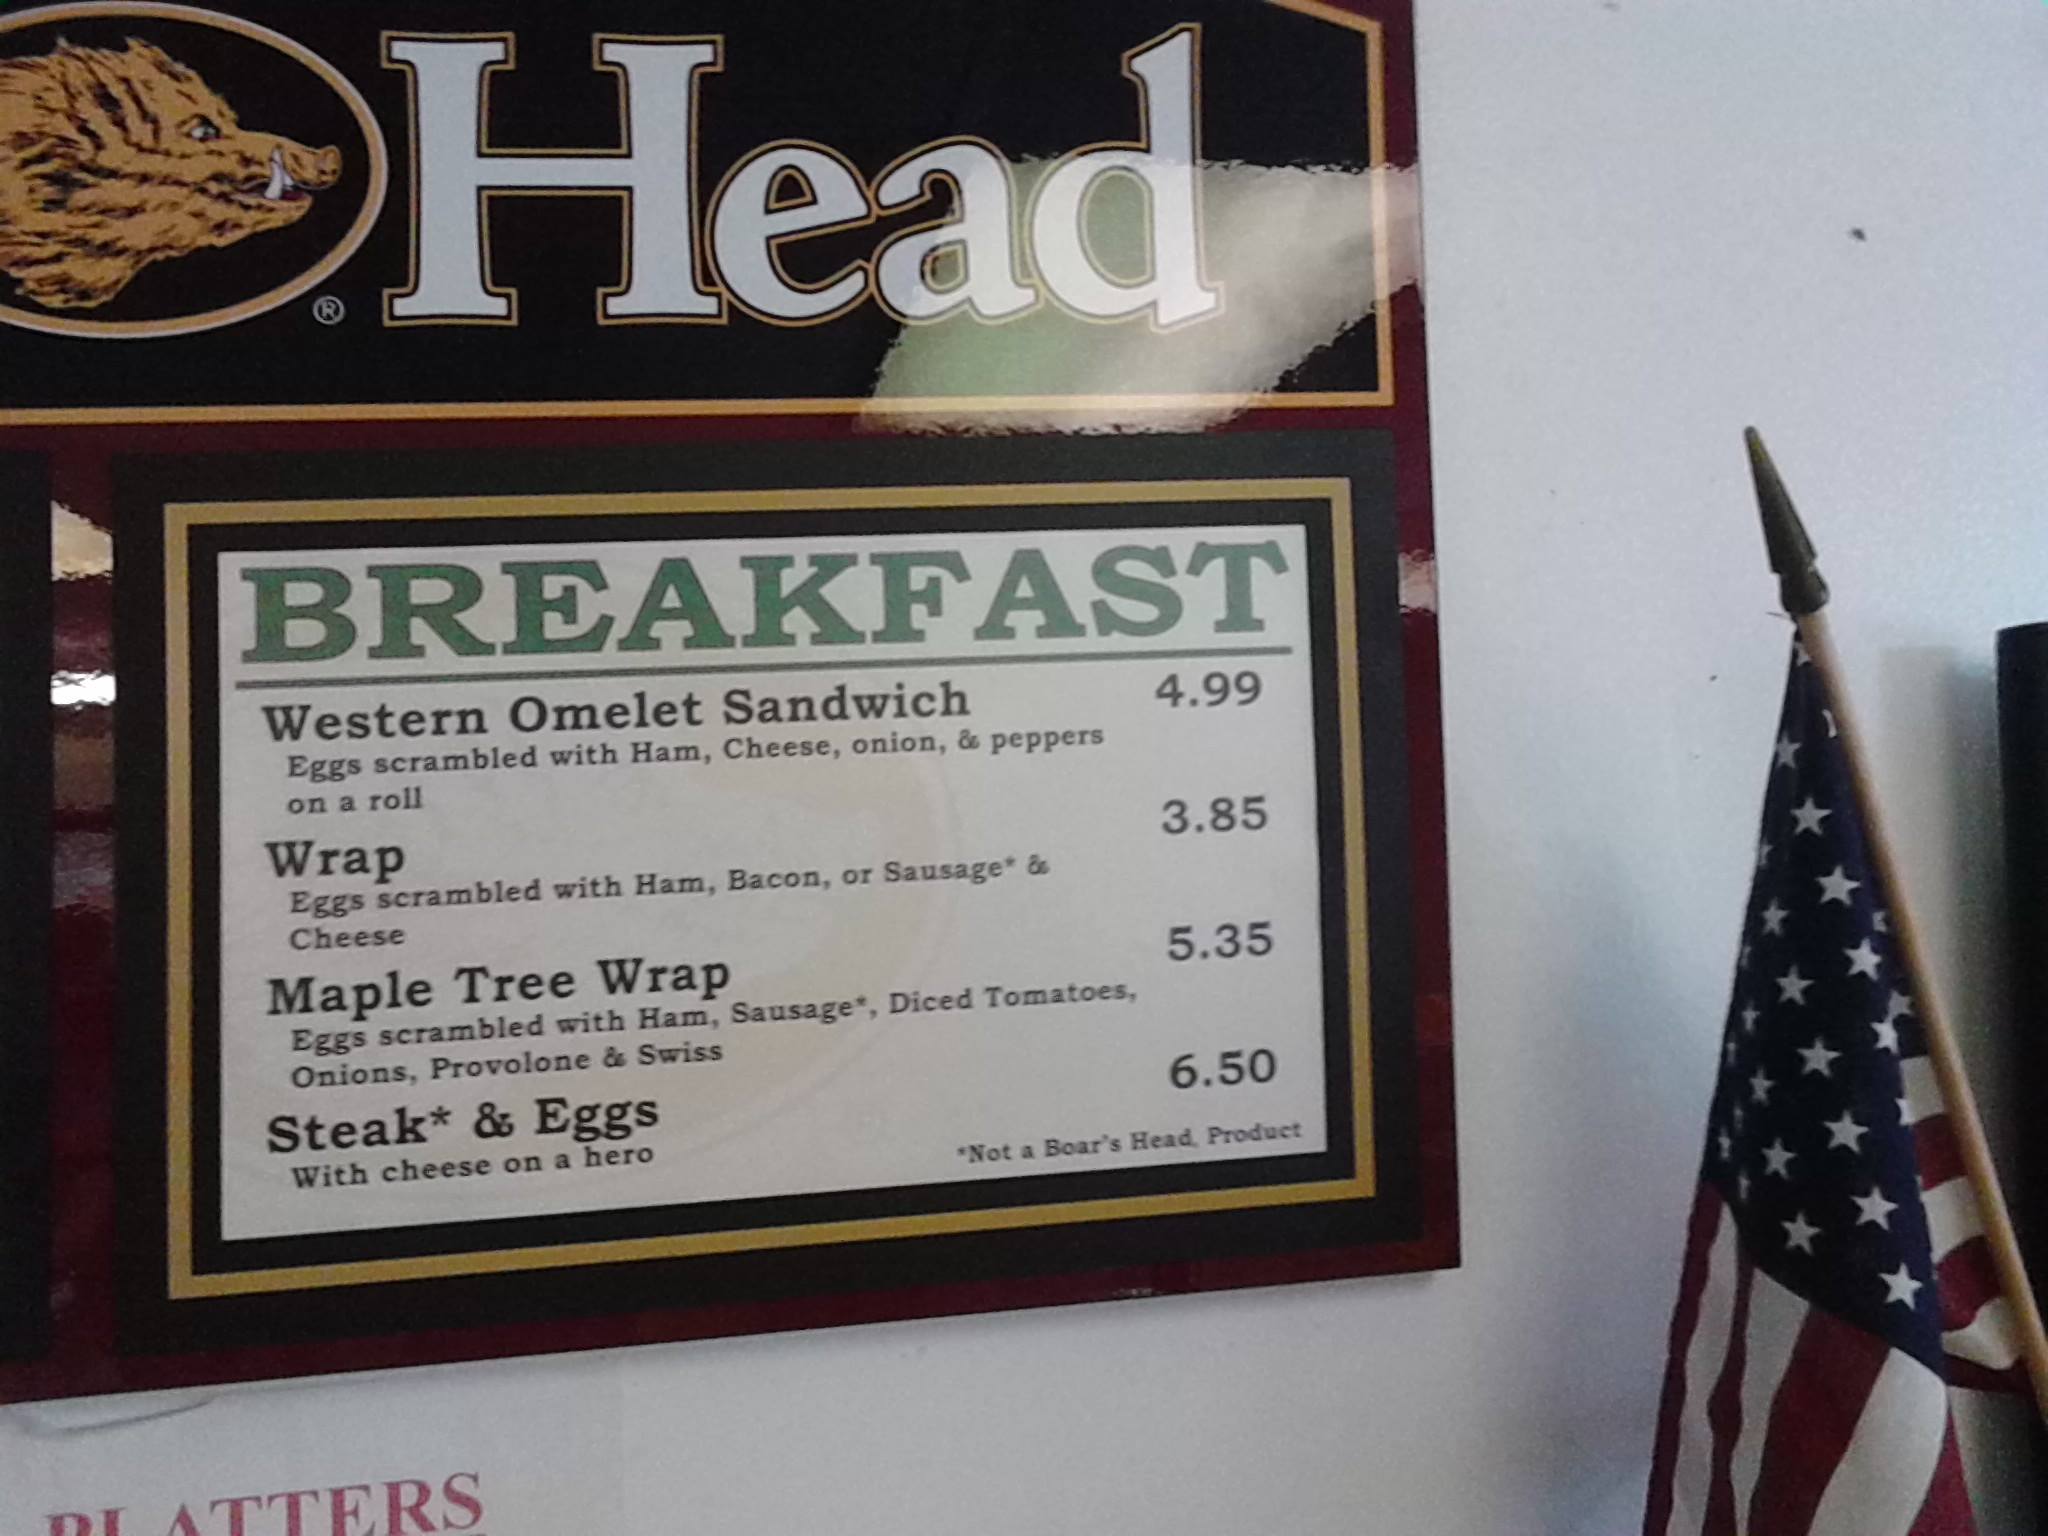 Head
®
BREAKFAST
Western Omelet Sandwich 4.99
Eggs scrambled with Ham, Cheese, onion, & peppers
on a roll
Wrap 3.85
Eggs scrambled with Ham, Bacon, or Sausage* &
Cheese
Maple Tree Wrap 5.35
Eggs scrambled with Ham, Sausage*, Diced Tomatoes,
Onions, Provolone & Swiss
Steak* & Eggs 6.50
With cheese on a hero
*Not a Boar's Head, Product
PLATTERS